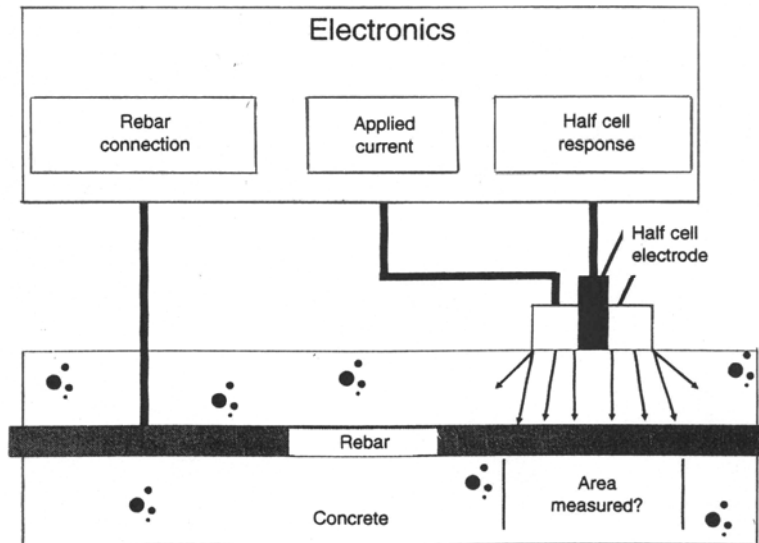 Electronics
Rebar
connection
Applied
current
Half cell
response
Half cell
electrode
Rebar
Area
measured?
Concrete